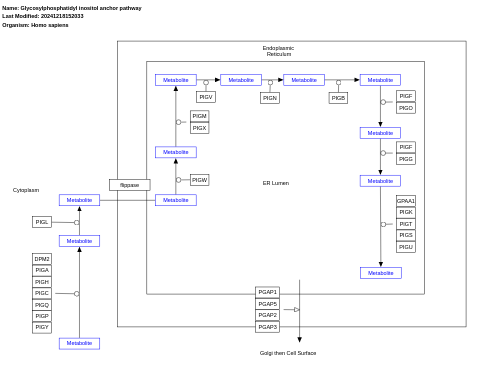 Name: Glycosylphosphatidyl inositol anchor pathway
Last Modified: 20241218152033
Organism: Homo sapiens
Endoplasmic
Reticulum
Metabolite
Metabolite
Metabolite
Metabolite
PIGV
PIGN
PIGB
PIGF
PIGO
PIGM
PIGX
Metabolite
Metabolite
PIGF
PIGG
PIGW
Metabolite
flippase
ER Lumen
Cytoplasm
Metabolite
Metabolite
GPAA1
PIGK
PIGT
PIGS
PIGU
PIGL
Metabolite
DPM2
PIGA
PIGH
PIGC
PIGQ
PIGP
PIGY
Metabolite
PGAP1
PGAP5
PGAP2
PGAP3
Metabolite
Golgi then Cell Surface